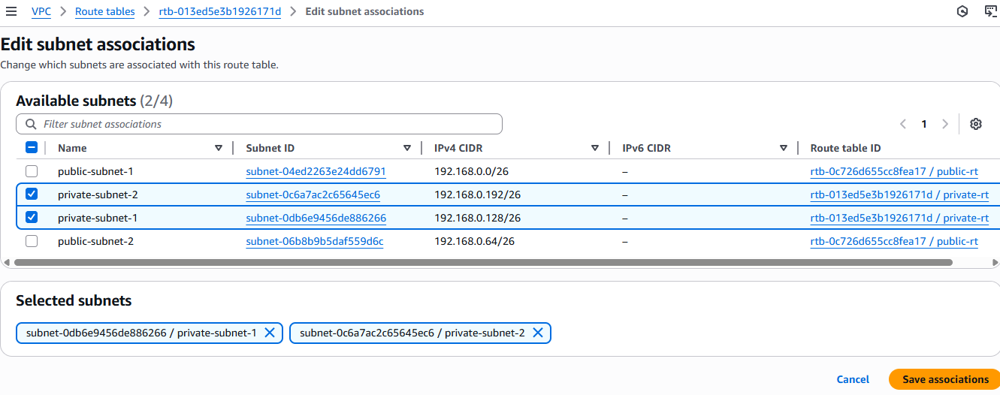 VPC > Route tables > rtb-013ed5e3b1926171d > Edit subnet associations
Edit subnet associations
Change which subnets are associated with this route table.
Available subnets (2/4)
Filter subnet associations
1
Name Subnet ID IPv4 CIDR IPv6 CIDR Route table ID
public-subnet-1 subnet-04ed2263e24dd6791 192.168.0.0/26 – rtb-0c726d655cc8fea17 / public-rt
private-subnet-2 subnet-0c6a7ac2c65645ec6 192.168.0.192/26 – rtb-013ed5e3b1926171d / private-rt
private-subnet-1 subnet-0db6e9456de886266 192.168.0.128/26 – rtb-013ed5e3b1926171d / private-rt
public-subnet-2 subnet-06b8b9b5daf559d6c 192.168.0.64/26 – rtb-0c726d655cc8fea17 / public-rt
Selected subnets
subnet-0db6e9456de886266 / private-subnet-1 subnet-0c6a7ac2c65645ec6 / private-subnet-2
Cancel Save associations